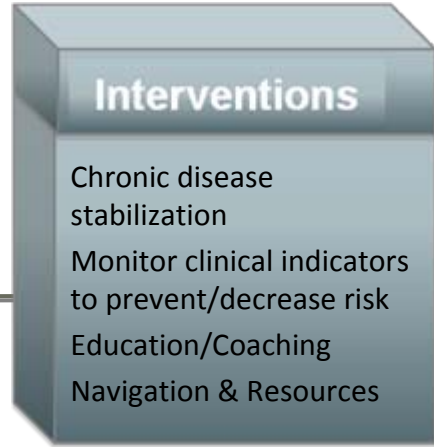 Interventions
Chronic disease
stabilization
Monitor clinical indicators
to prevent/decrease risk
Education/Coaching
Navigation & Resources